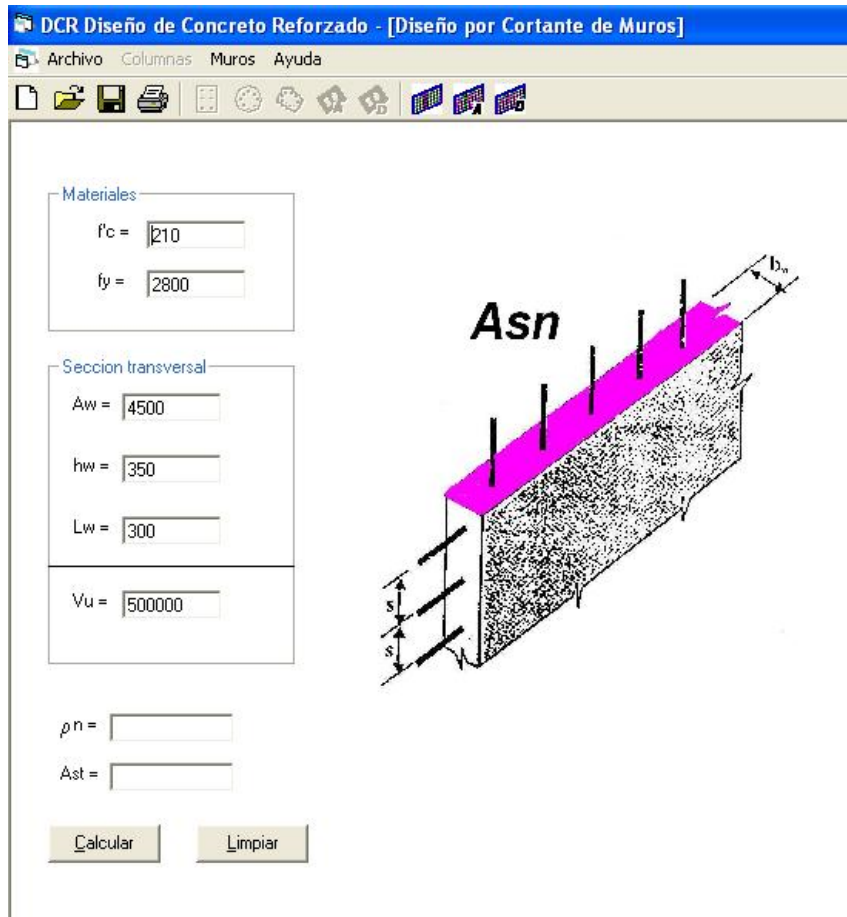 DCR Diseño de Concreto Reforzado - [Diseño por Cortante de Muros]
Archivo Columnas Muros Ayuda
Materiales
f'c = 210
fy = 2800
Seccion transversal
Aw = 4500
hw = 350
Lw = 300
Vu = 500000
ρn =
Ast =
Calcular Limpiar
Asn
bw
s
s